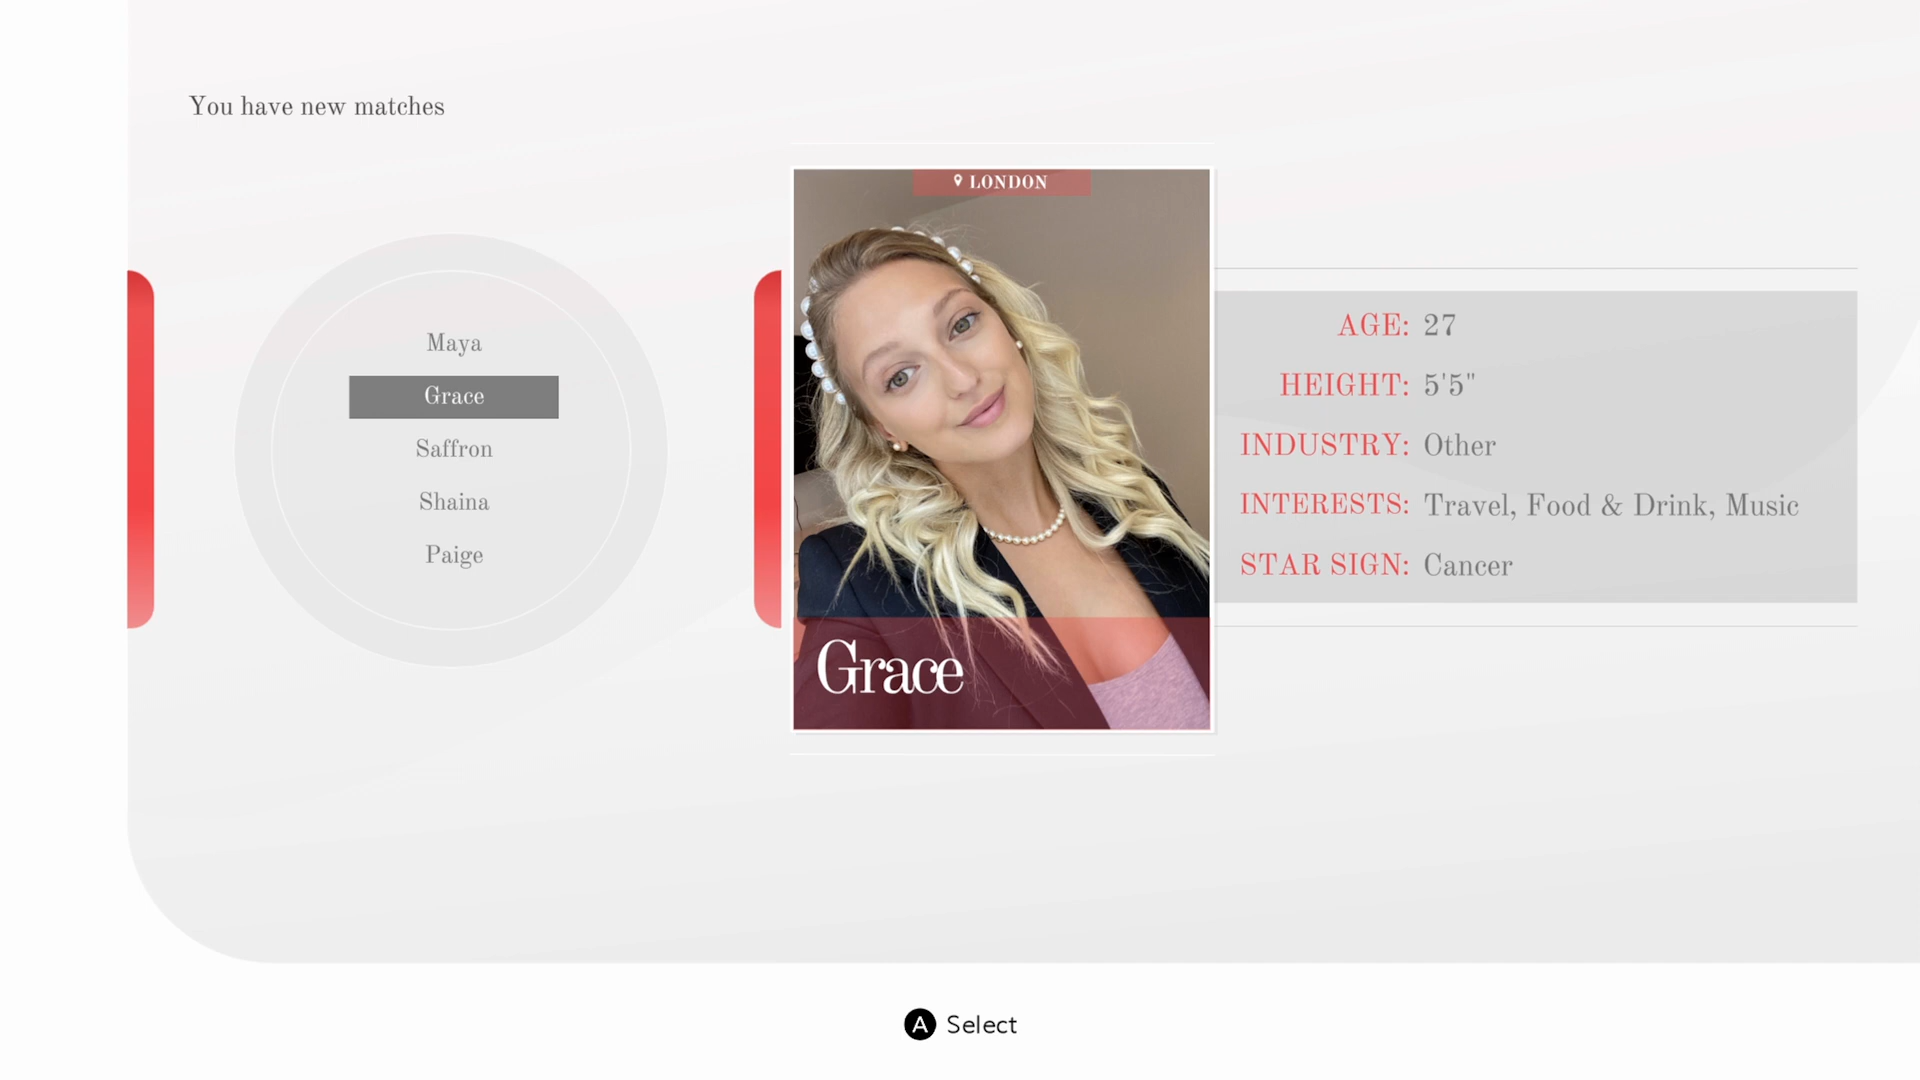 You have new matches
Maya
Grace
Saffron
Shaina
Paige
LONDON
Grace
AGE: 27
HEIGHT: 5'5"
INDUSTRY: Other
INTERESTS: Travel, Food & Drink, Music
STAR SIGN: Cancer
A Select